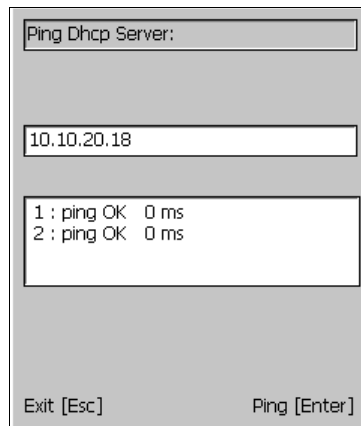 Ping Dhcp Server:
10.10.20.18
1 : ping OK 0 ms
2 : ping OK 0 ms
Exit [Esc] Ping [Enter]